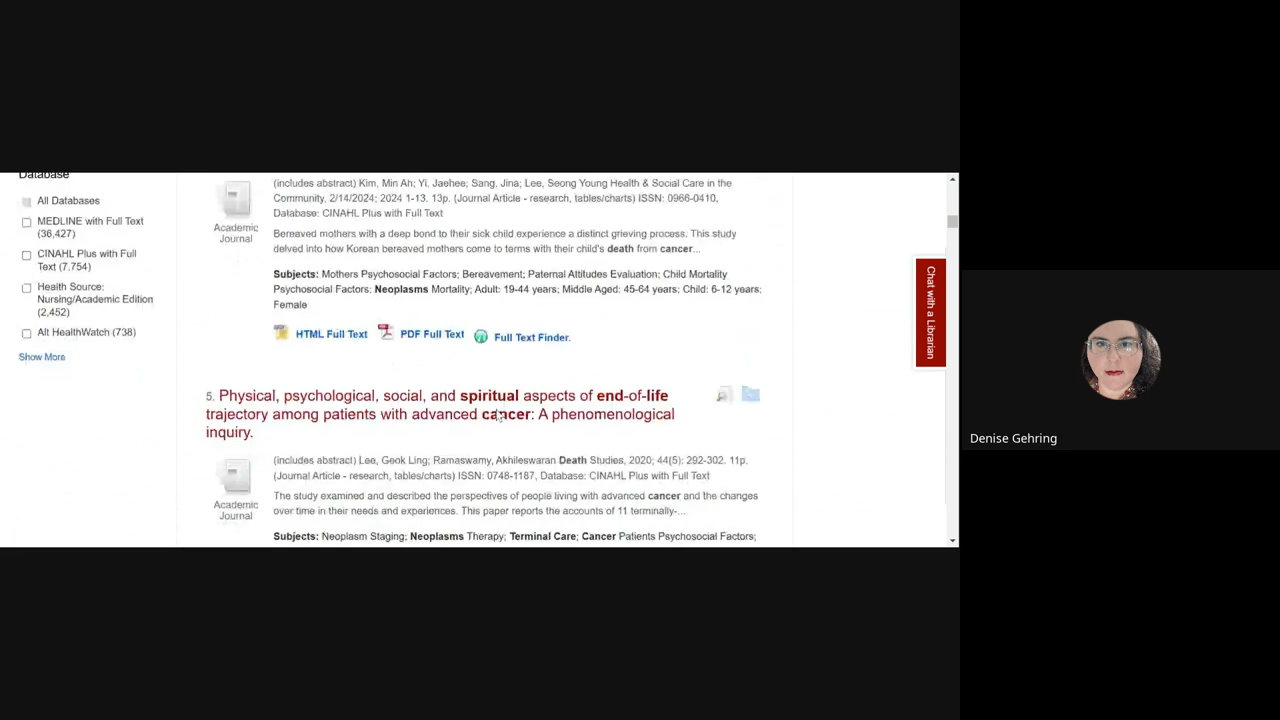 Database
All Databases
MEDLINE with Full Text
(36,427)
CINAHL Plus with Full
Text (7,754)
Health Source:
Nursing/Academic Edition
(2,452)
Alt HealthWatch (738)
Show More
Academic
Journal
(includes abstract) Kim, Min Ah; Yi, Jaehee; Sang, Jina; Lee, Seong Young Health & Social Care in the
Community, 2/14/2024; 2024 1-13. 13p. (Journal Article - research, tables/charts) ISSN: 0966-0410,
Database: CINAHL Plus with Full Text
Bereaved mothers with a deep bond to their sick child experience a distinct grieving process. This study
delved into how Korean bereaved mothers come to terms with their child's death from cancer...
Subjects: Mothers Psychosocial Factors; Bereavement; Paternal Attitudes Evaluation; Child Mortality
Psychosocial Factors; Neoplasms Mortality; Adult: 19-44 years; Middle Aged: 45-64 years; Child: 6-12 years;
Female
HTML Full Text PDF Full Text Full Text Finder.
5. Physical, psychological, social, and spiritual aspects of end-of-life
trajectory among patients with advanced cancer: A phenomenological
inquiry.
Academic
Journal
(includes abstract) Lee, Geok Ling; Ramaswamy, Akhileswaran Death Studies, 2020; 44(5): 292-302. 11p.
(Journal Article - research, tables/charts) ISSN: 0748-1187, Database: CINAHL Plus with Full Text
The study examined and described the perspectives of people living with advanced cancer and the changes
over time in their needs and experiences. This paper reports the accounts of 11 terminally-...
Subjects: Neoplasm Staging; Neoplasms Therapy; Terminal Care; Cancer Patients Psychosocial Factors;
Chat with a Librarian
Denise Gehring